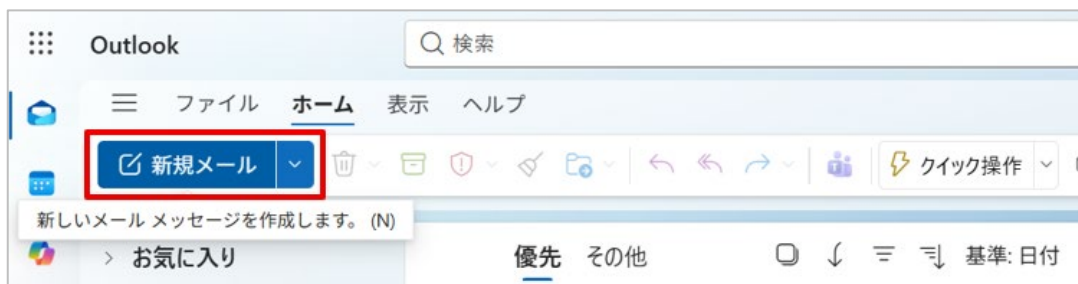 Outlook
検索
ファイル ホーム 表示 ヘルプ
新規メール クイック操作
新しいメール メッセージを作成します。 (N)
お気に入り 優先 その他 基準: 日付